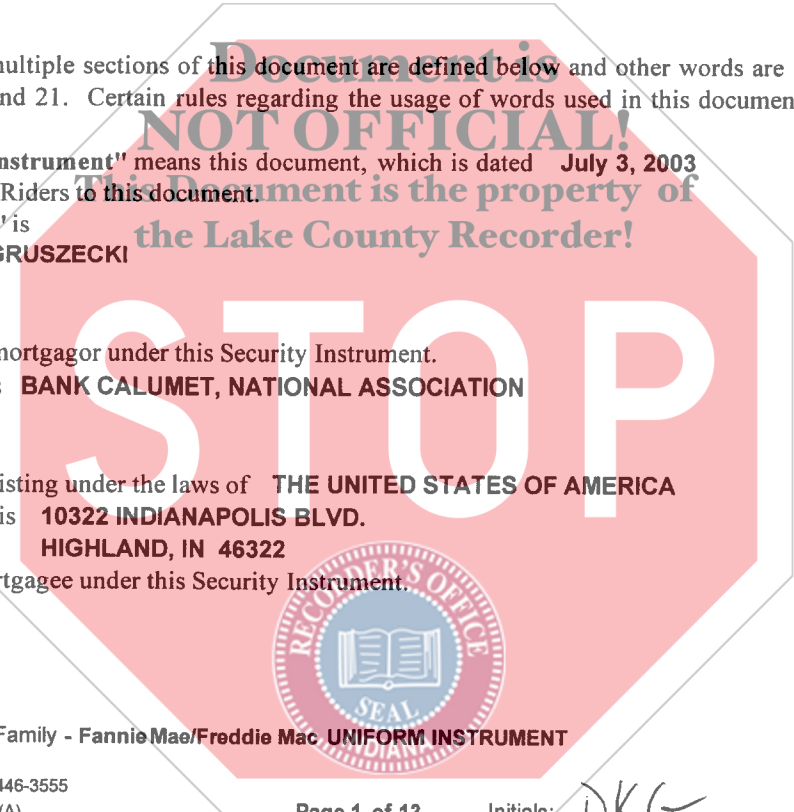 Document is
multiple sections of this document are defined below and other words are
nd 21. Certain rules regarding the usage of words used in this documen
NOT OFFICIAL!
nstrument" means this document, which is dated July 3, 2003
This Document is the property of
Riders to this document.
" is
the Lake County Recorder!
GRUSZECKI
STOP
mortgagor under this Security Instrument.
BANK CALUMET, NATIONAL ASSOCIATION
isting under the laws of THE UNITED STATES OF AMERICA
is 10322 INDIANAPOLIS BLVD.
HIGHLAND, IN 46322
rtgagee under this Security Instrument.
RECORDER'S OFFICE
SEAL
INDIANA
Family - Fannie Mae/Freddie Mac UNIFORM INSTRUMENT
446-3555
(A)
Page 1 of 13 Initials: DKG